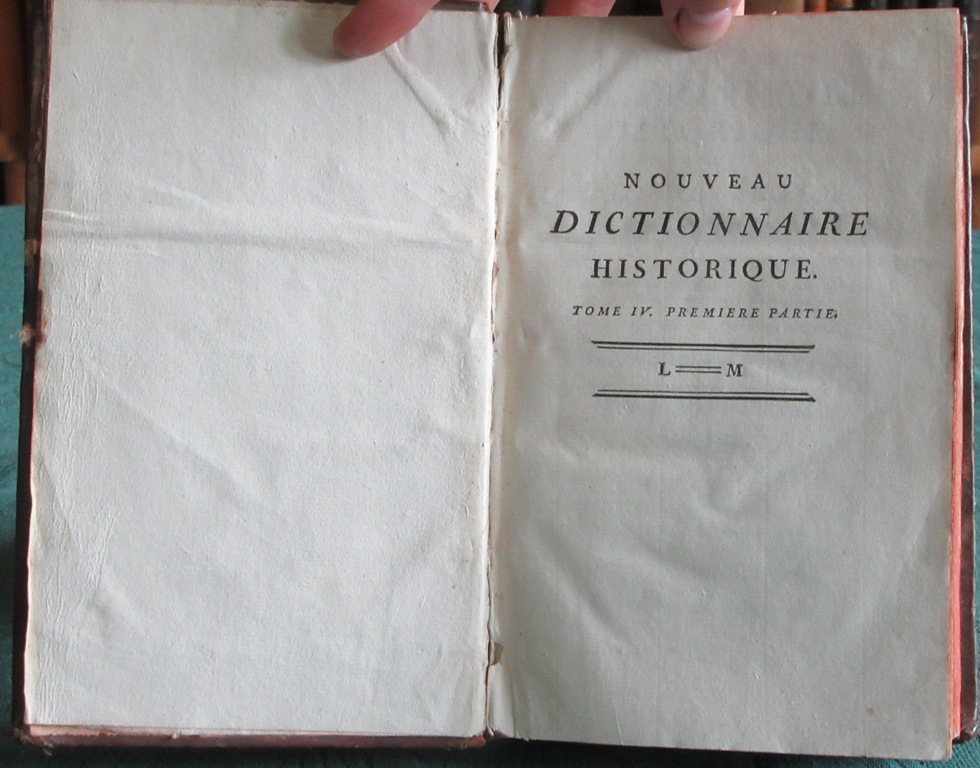 NOUVEAU
DICTIONNAIRE
HISTORIQUE.
TOME IV. PREMIERE PARTIE.
L══M